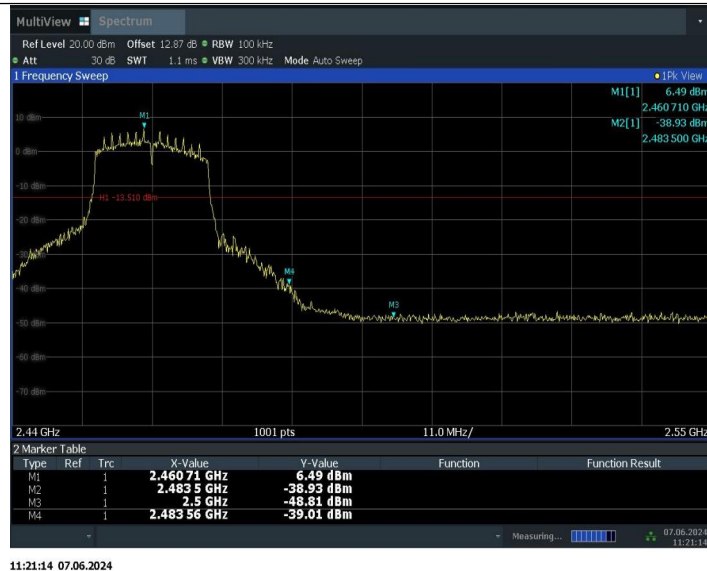 MultiView Spectrum
Ref Level 20.00 dBm Offset 12.87 dB RBW 100 kHz
Att 30 dB SWT 1.1 ms VBW 300 kHz Mode Auto Sweep
1 Frequency Sweep 1Pk View
M1[1] 6.49 dBm
2.460 710 GHz
M2[1] -38.93 dBm
2.483 500 GHz
10 dBm
M1
0 dBm
-10 dBm
H1 -13.510 dBm
-20 dBm
-30 dBm
M4
-40 dBm
M3
-50 dBm
-60 dBm
-70 dBm
2.44 GHz 1001 pts 11.0 MHz/ 2.55 GHz
2 Marker Table
Type Ref Trc X-Value Y-Value Function Function Result
M1 1 2.460 71 GHz 6.49 dBm
M2 1 2.483 5 GHz -38.93 dBm
M3 1 2.5 GHz -48.81 dBm
M4 1 2.483 56 GHz -39.01 dBm
Measuring... 07.06.2024
11:21:14
11:21:14 07.06.2024